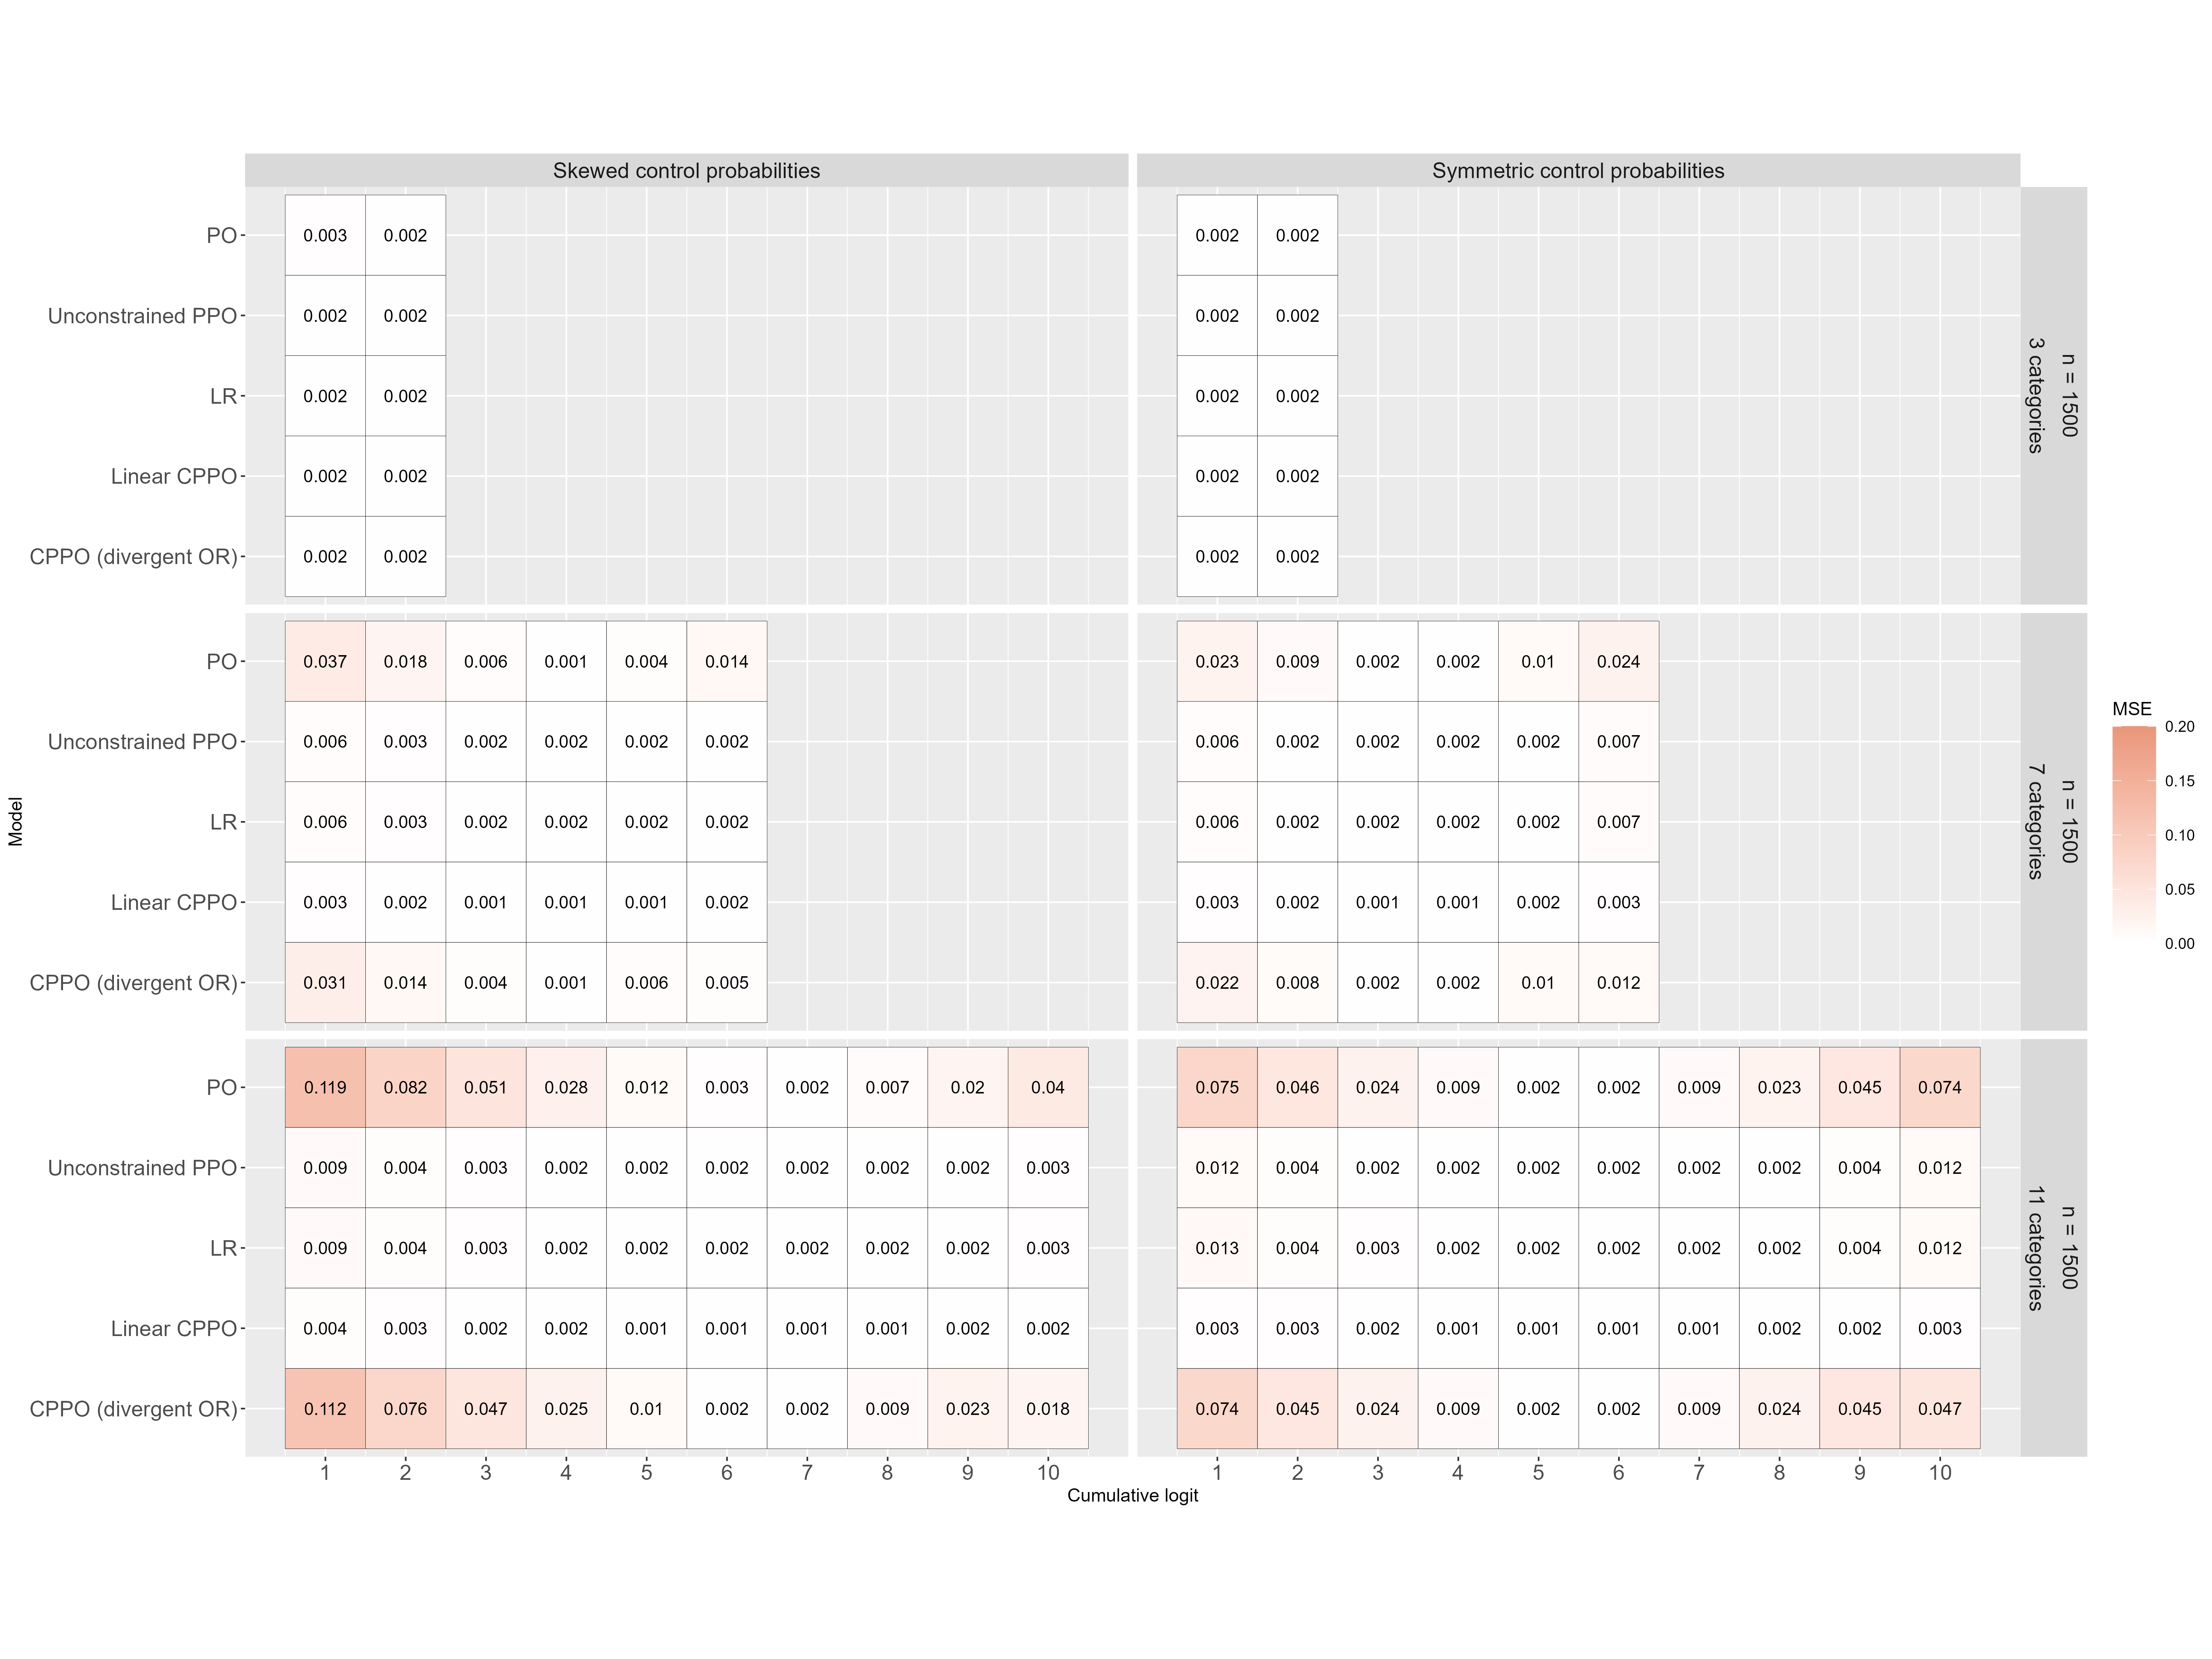 Skewed control probabilities
Symmetric control probabilities
Model
PO 0.003 0.002 0.002 0.002
Unconstrained PPO 0.002 0.002 0.002 0.002
LR 0.002 0.002 0.002 0.002
Linear CPPO 0.002 0.002 0.002 0.002
CPPO (divergent OR) 0.002 0.002 0.002 0.002
n = 1500
3 categories
PO 0.037 0.018 0.006 0.001 0.004 0.014 0.023 0.009 0.002 0.002 0.01 0.024
Unconstrained PPO 0.006 0.003 0.002 0.002 0.002 0.002 0.006 0.002 0.002 0.002 0.002 0.007
LR 0.006 0.003 0.002 0.002 0.002 0.002 0.006 0.002 0.002 0.002 0.002 0.007
Linear CPPO 0.003 0.002 0.001 0.001 0.001 0.002 0.003 0.002 0.001 0.001 0.002 0.003
CPPO (divergent OR) 0.031 0.014 0.004 0.001 0.006 0.005 0.022 0.008 0.002 0.002 0.01 0.012
n = 1500
7 categories
PO 0.119 0.082 0.051 0.028 0.012 0.003 0.002 0.007 0.02 0.04 0.075 0.046 0.024 0.009 0.002 0.002 0.009 0.023 0.045 0.074
Unconstrained PPO 0.009 0.004 0.003 0.002 0.002 0.002 0.002 0.002 0.002 0.003 0.012 0.004 0.002 0.002 0.002 0.002 0.002 0.002 0.004 0.012
LR 0.009 0.004 0.003 0.002 0.002 0.002 0.002 0.002 0.002 0.003 0.013 0.004 0.003 0.002 0.002 0.002 0.002 0.002 0.004 0.012
Linear CPPO 0.004 0.003 0.002 0.002 0.001 0.001 0.001 0.001 0.002 0.002 0.003 0.003 0.002 0.001 0.001 0.001 0.001 0.002 0.002 0.003
CPPO (divergent OR) 0.112 0.076 0.047 0.025 0.01 0.002 0.002 0.009 0.023 0.018 0.074 0.045 0.024 0.009 0.002 0.002 0.009 0.024 0.045 0.047
n = 1500
11 categories
1 2 3 4 5 6 7 8 9 10 1 2 3 4 5 6 7 8 9 10
Cumulative logit
MSE
0.20
0.15
0.10
0.05
0.00